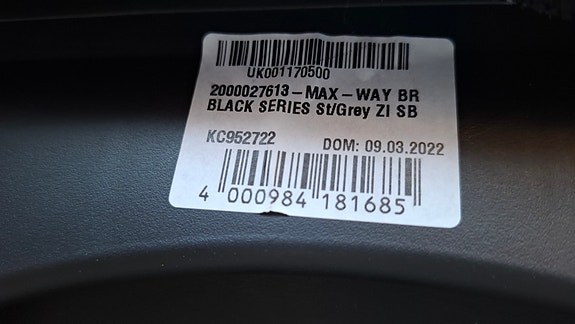 UK001170500
2000027613-MAX-WAY BR
BLACK SERIES St/Grey ZI SB
KC952722 DOM: 09.03.2022
4 000984 181685